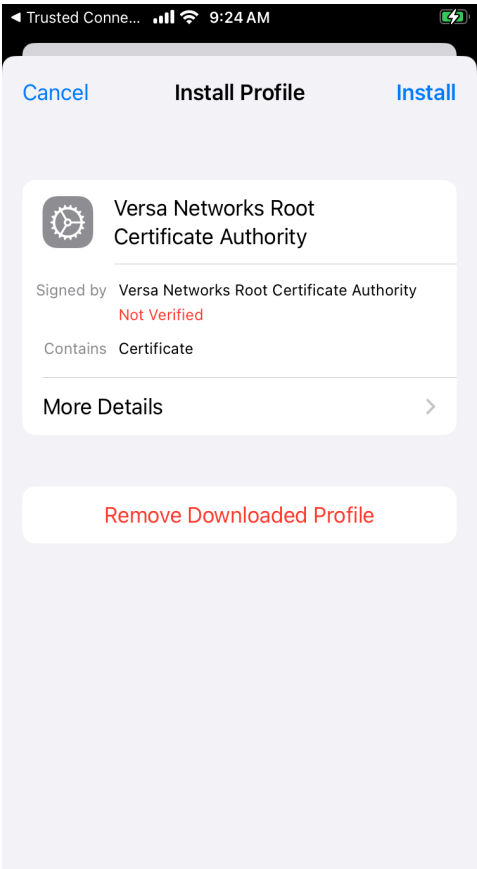 ◀ Trusted Conne... 9:24 AM
Cancel Install Profile Install
Versa Networks Root
Certificate Authority
Signed by Versa Networks Root Certificate Authority
Not Verified
Contains Certificate
More Details
Remove Downloaded Profile